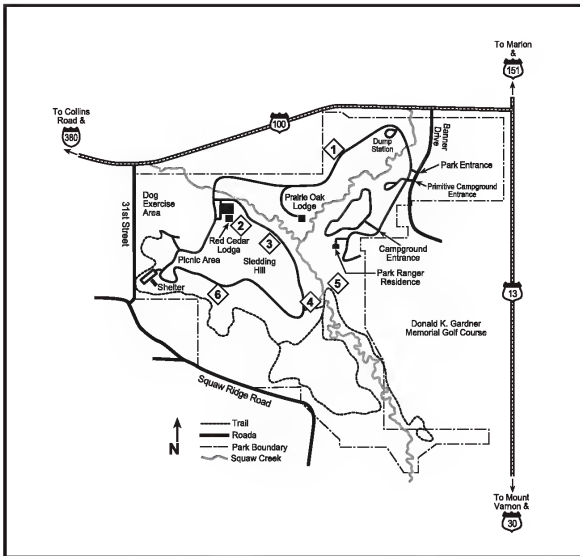 To Marion
&
151
To Collins
Road &
380
100
1
Dump
Station
Banner
Drive
Park Entrance
Primitive Campground
Entrance
Dog
Exercise
Area
31st Street
Prairie Oak
Lodge
2
Red Cedar
Lodga
3
Sledding
Hill
Picnic Area
Campground
Entrance
Park Ranger
Residence
Shelter
6
4
5
13
Donald K. Gardner
Memorial Golf Course
Squaw Ridge Road
N
Trail
Roada
Park Boundary
Squaw Creek
To Mount
Varnon &
30